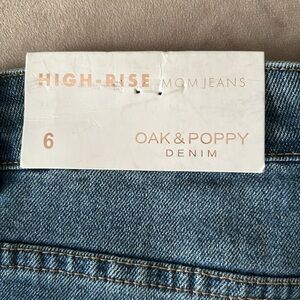 HIGH-RISE MOM JEANS
6
OAK & POPPY
DENIM